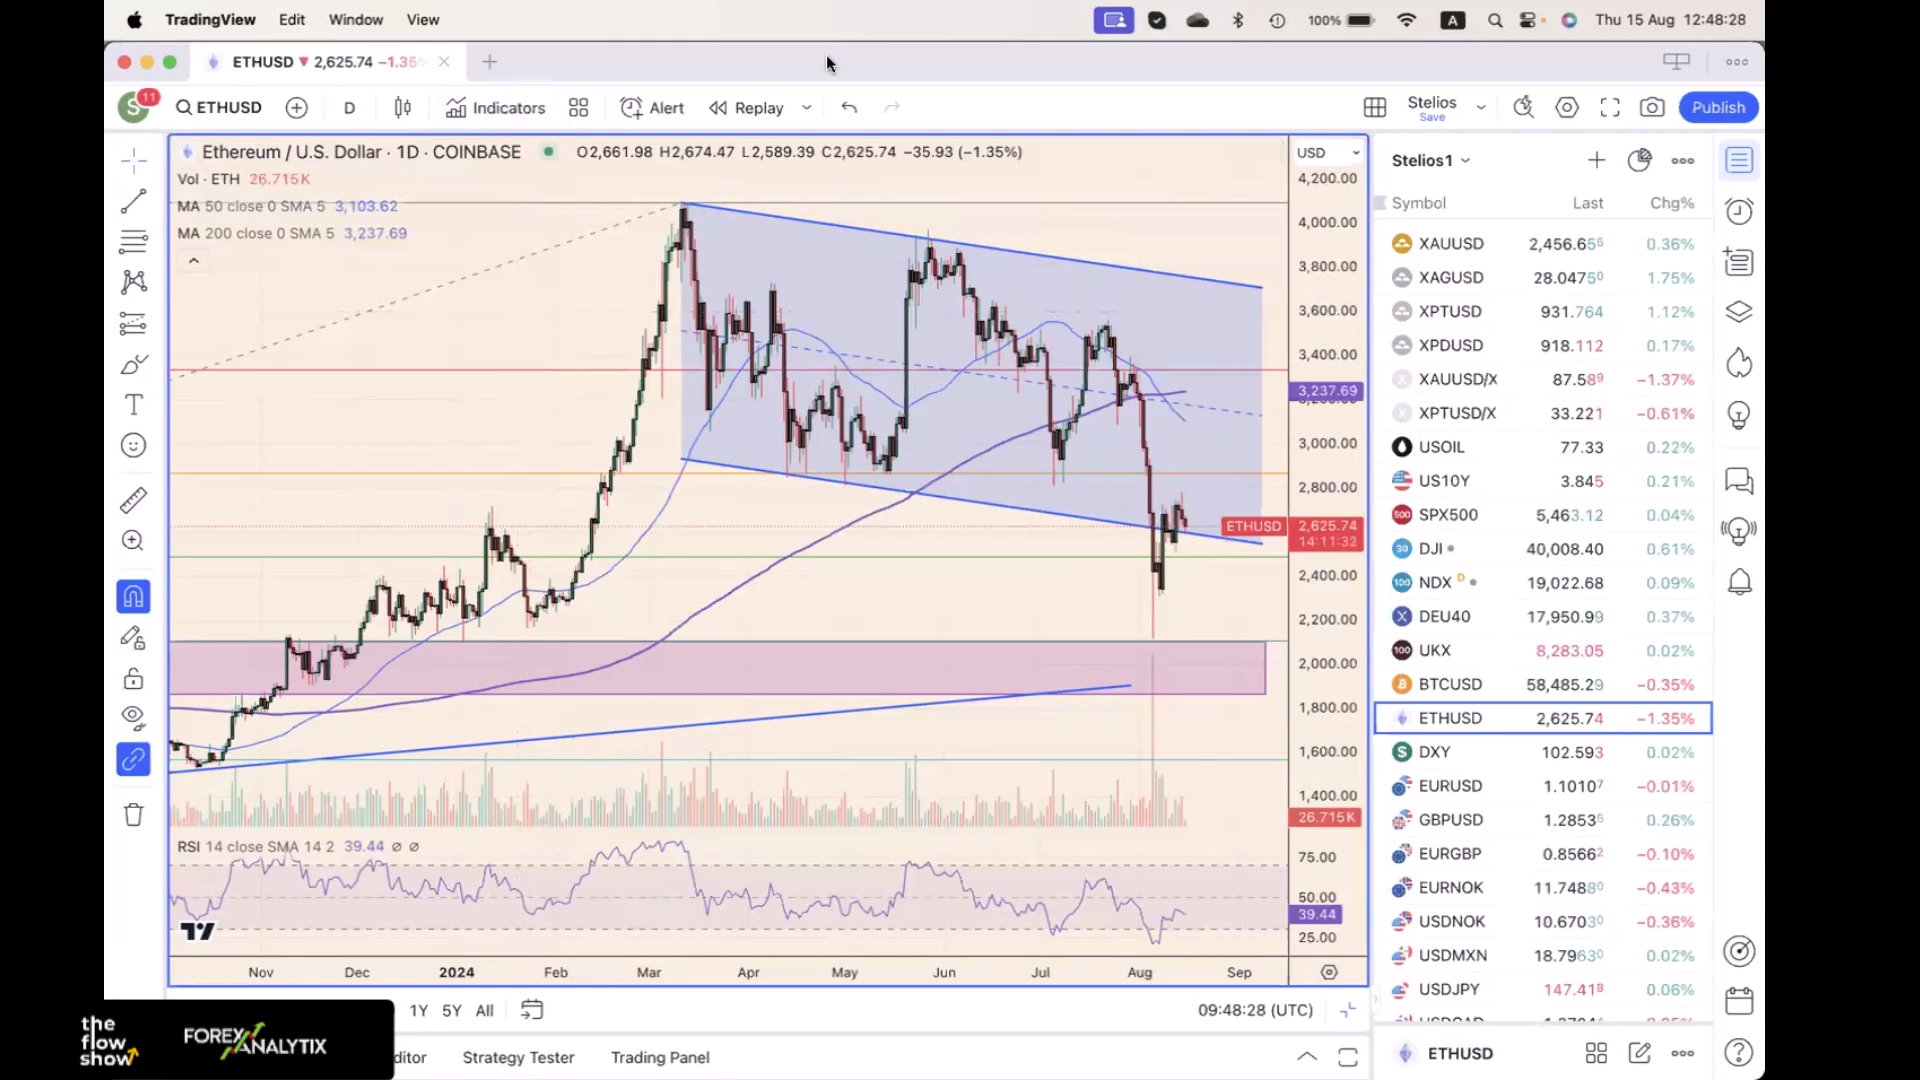 TradingView Edit Window View
100% A Thu 15 Aug 12:48:28
ETHUSD 2,625.74 −1.35
S 11 ETHUSD D Indicators Alert Replay Stelios Save Publish
Ethereum / U.S. Dollar · 1D · COINBASE O2,661.98 H2,674.47 L2,589.39 C2,625.74 −35.93 (−1.35%)
Vol · ETH 26.715K
MA 50 close 0 SMA 5 3,103.62
MA 200 close 0 SMA 5 3,237.69
USD
4,200.00
4,000.00
3,800.00
3,600.00
3,400.00
3,237.69
3,000.00
2,800.00
ETHUSD 2,625.74
14:11:32
2,400.00
2,200.00
2,000.00
1,800.00
1,600.00
1,400.00
26.715K
RSI 14 close SMA 14 2 39.44 ∅ ∅
75.00
50.00
39.44
25.00
Nov Dec 2024 Feb Mar Apr May Jun Jul Aug Sep
1Y 5Y All 09:48:28 (UTC)
ditor Strategy Tester Trading Panel
Stelios1
Symbol Last Chg%
XAUUSD 2,456.655 0.36%
XAGUSD 28.04750 1.75%
XPTUSD 931.764 1.12%
XPDUSD 918.112 0.17%
XAUUSD/X 87.589 −1.37%
XPTUSD/X 33.221 −0.61%
USOIL 77.33 0.22%
US10Y 3.845 0.21%
500 SPX500 5,463.12 0.04%
30 DJI 40,008.40 0.61%
100 NDX D 19,022.68 0.09%
DEU40 17,950.99 0.37%
100 UKX 8,283.05 0.02%
BTCUSD 58,485.29 −0.35%
ETHUSD 2,625.74 −1.35%
S DXY 102.593 0.02%
EURUSD 1.10107 −0.01%
GBPUSD 1.28535 0.26%
EURGBP 0.85662 −0.10%
EURNOK 11.74880 −0.43%
USDNOK 10.67030 −0.36%
USDMXN 18.79630 0.02%
USDJPY 147.418 0.06%
ETHUSD
the
flow
show
FOREX ANALYTIX